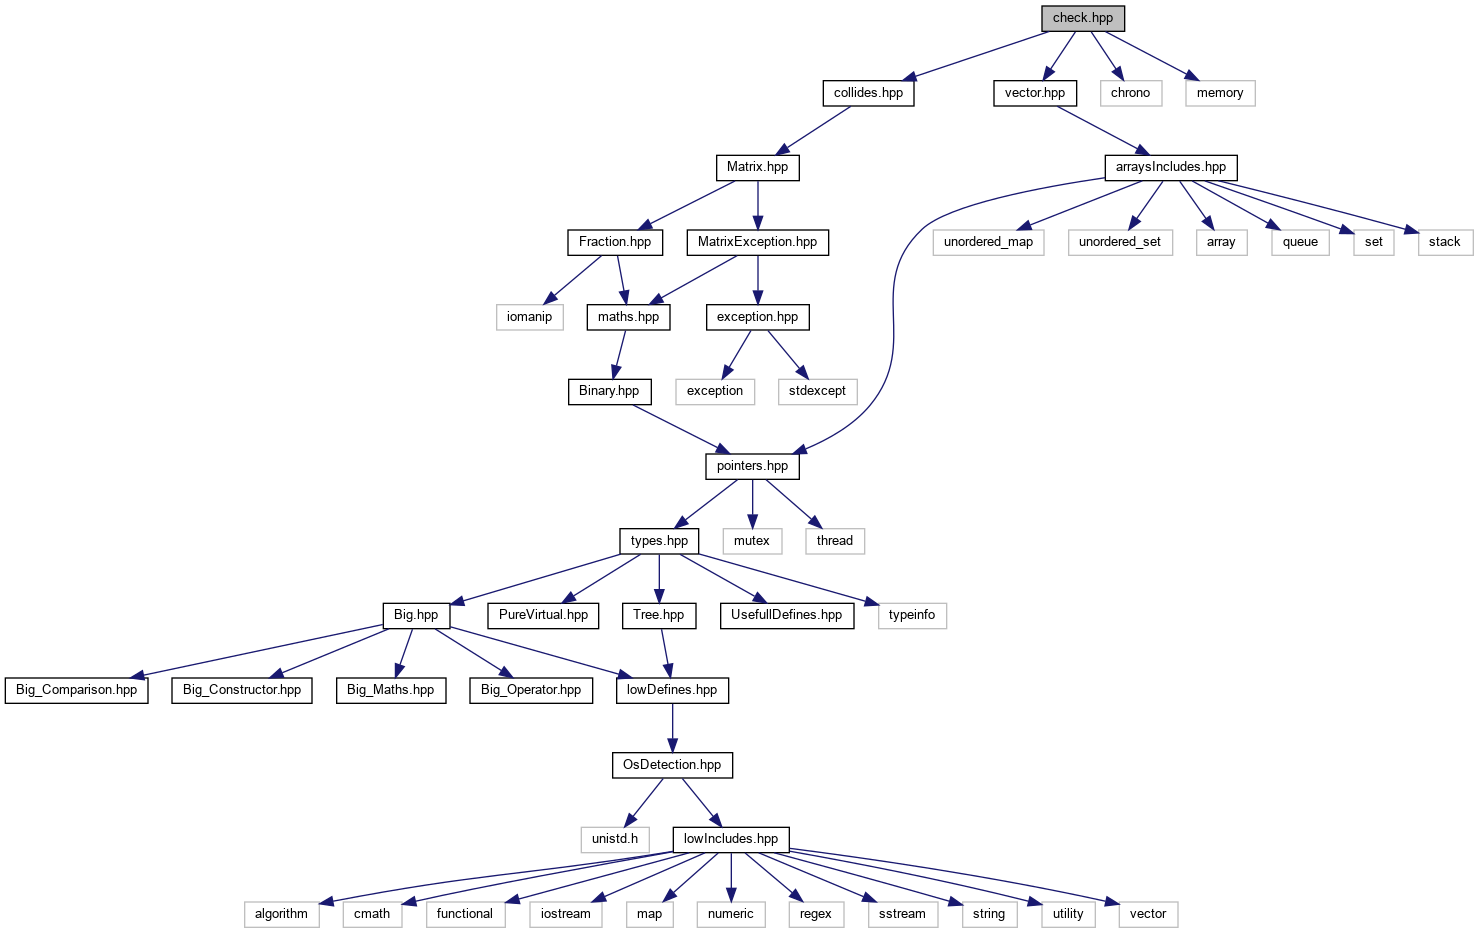 check.hpp
collides.hpp
vector.hpp
chrono
memory
Matrix.hpp
arraysIncludes.hpp
Fraction.hpp
MatrixException.hpp
unordered_map
unordered_set
array
queue
set
stack
iomanip
maths.hpp
exception.hpp
Binary.hpp
exception
stdexcept
pointers.hpp
types.hpp
mutex
thread
Big.hpp
PureVirtual.hpp
Tree.hpp
UsefullDefines.hpp
typeinfo
Big_Comparison.hpp
Big_Constructor.hpp
Big_Maths.hpp
Big_Operator.hpp
lowDefines.hpp
OsDetection.hpp
unistd.h
lowIncludes.hpp
algorithm
cmath
functional
iostream
map
numeric
regex
sstream
string
utility
vector